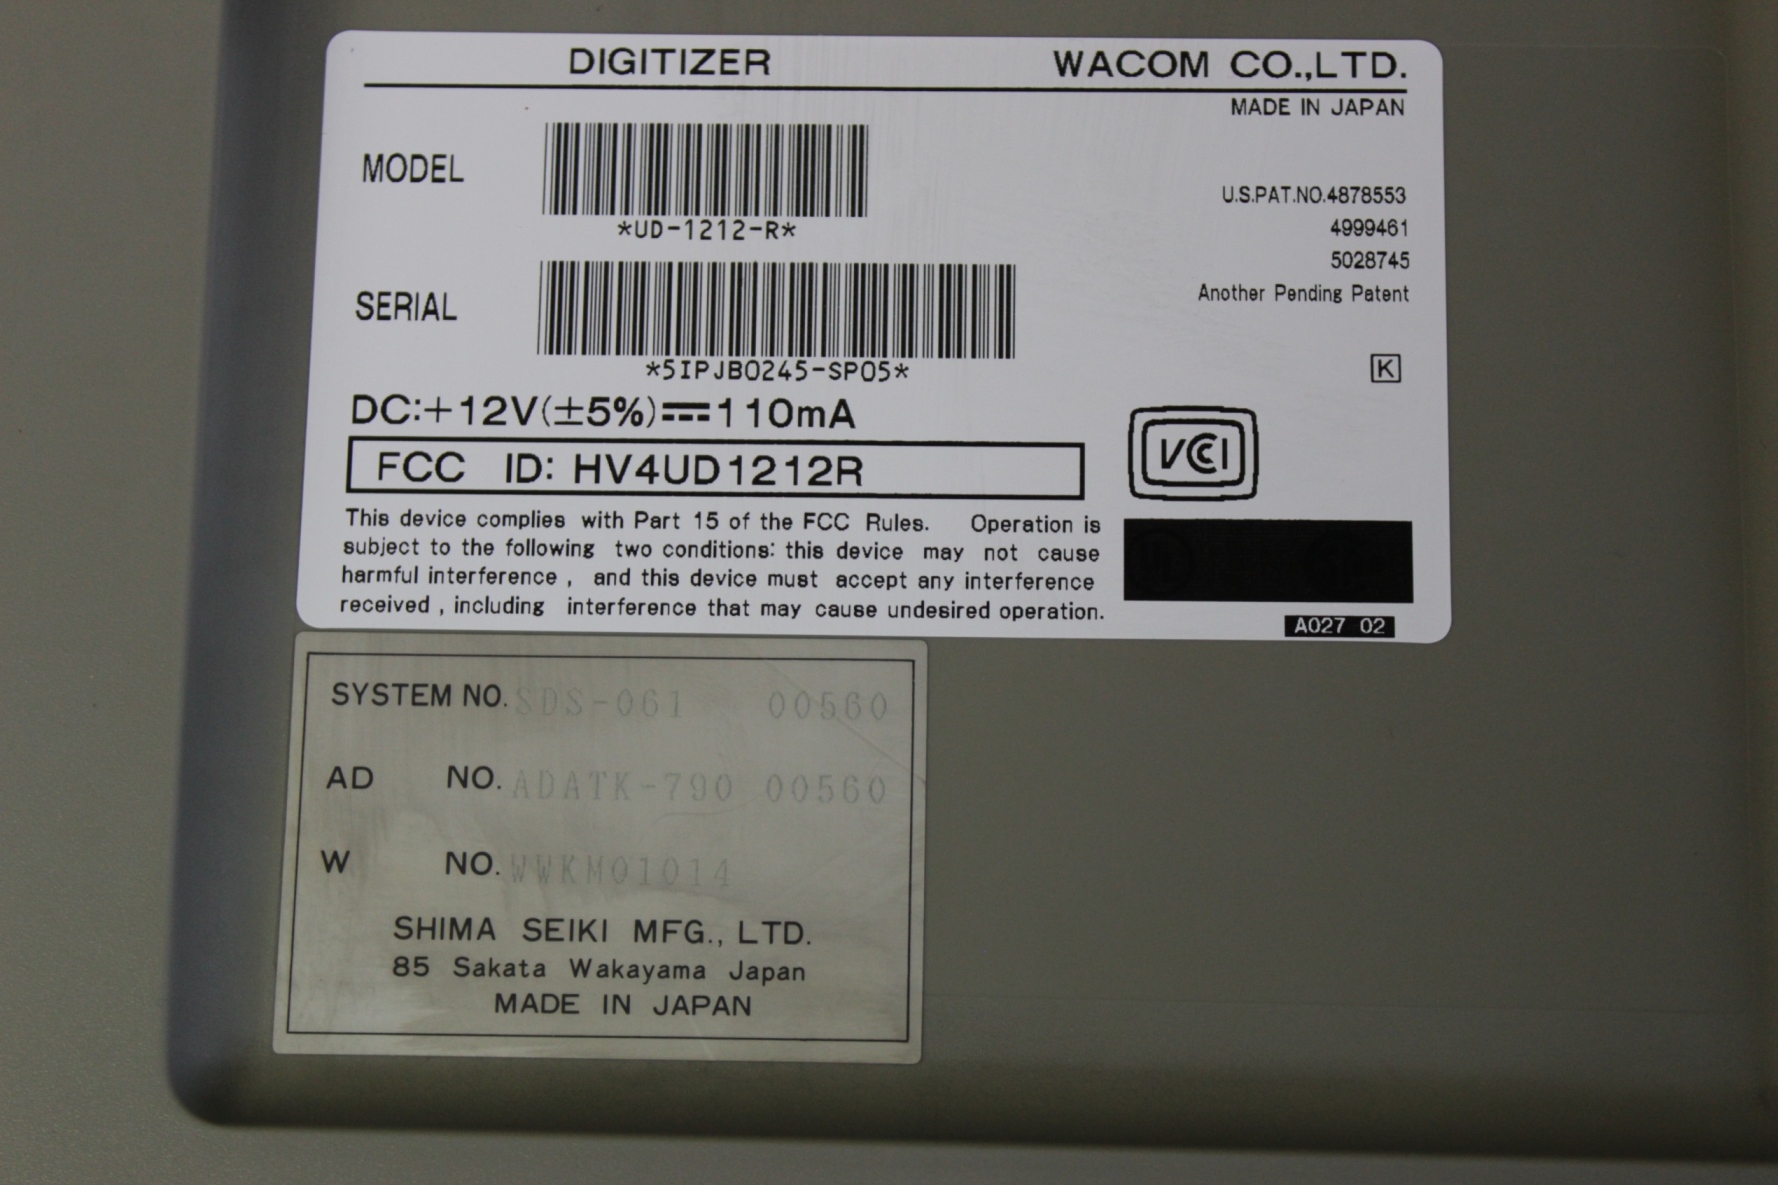 DIGITIZER WACOM CO.,LTD.
MADE IN JAPAN
MODEL
*UD-1212-R*
U.S.PAT.NO.4878553
4999461
5028745
Another Pending Patent
SERIAL
*5IPJB0245-SP05*
K
DC:+12V(±5%)⎓110mA
VCCI
FCC ID: HV4UD1212R
This device complies with Part 15 of the FCC Rules. Operation is
subject to the following two conditions: this device may not cause
harmful interference, and this device must accept any interference
received, including interference that may cause undesired operation.
A027 02
SYSTEM NO. SDS-061 00560
AD NO. ADATK-790 00560
W NO. WWKM01014
SHIMA SEIKI MFG., LTD.
85 Sakata Wakayama Japan
MADE IN JAPAN